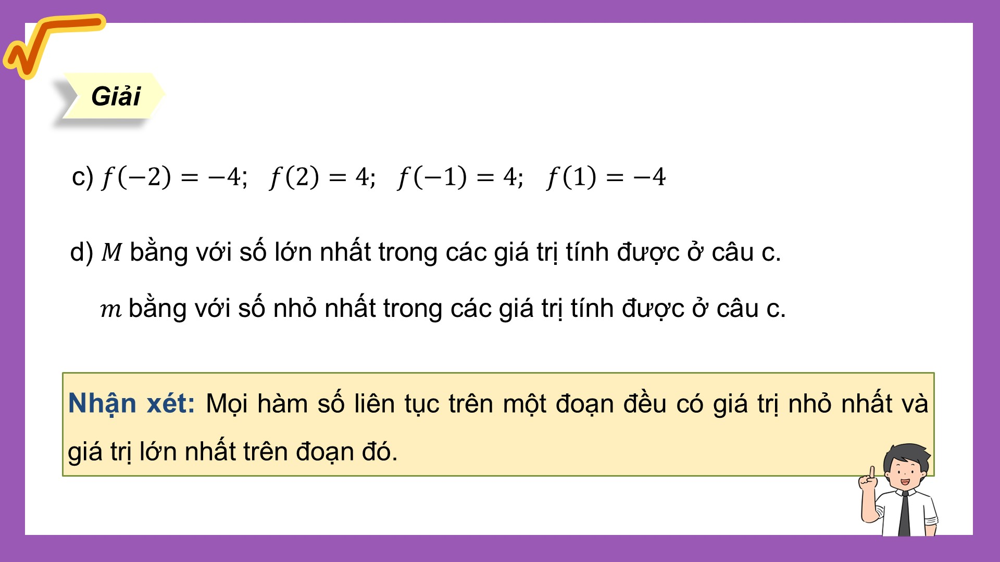 Giải
c) 𝑓(−2) = −4;   𝑓(2) = 4;   𝑓(−1) = 4;   𝑓(1) = −4
d) 𝑀 bằng với số lớn nhất trong các giá trị tính được ở câu c.
𝑚 bằng với số nhỏ nhất trong các giá trị tính được ở câu c.
Nhận xét: Mọi hàm số liên tục trên một đoạn đều có giá trị nhỏ nhất và
giá trị lớn nhất trên đoạn đó.